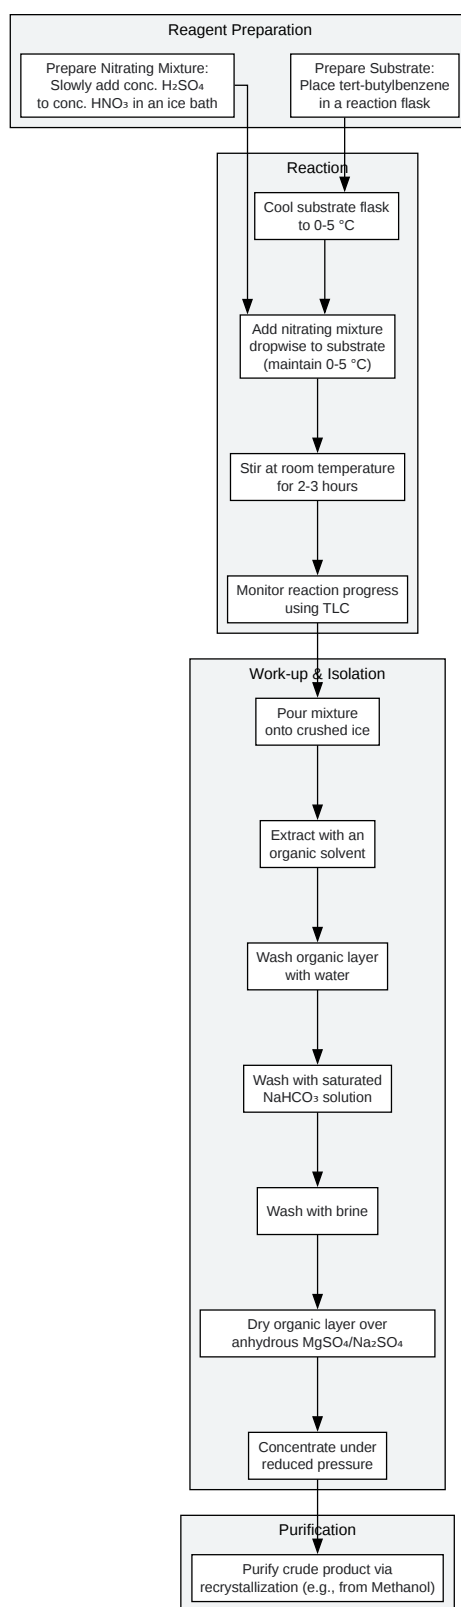 Reagent Preparation
Prepare Nitrating Mixture:
Slowly add conc. H₂SO₄
to conc. HNO₃ in an ice bath
Prepare Substrate:
Place tert-butylbenzene
in a reaction flask
Reaction
Cool substrate flask
to 0-5 °C
Add nitrating mixture
dropwise to substrate
(maintain 0-5 °C)
Stir at room temperature
for 2-3 hours
Monitor reaction progress
using TLC
Work-up & Isolation
Pour mixture
onto crushed ice
Extract with an
organic solvent
Wash organic layer
with water
Wash with saturated
NaHCO₃ solution
Wash with brine
Dry organic layer over
anhydrous MgSO₄/Na₂SO₄
Concentrate under
reduced pressure
Purification
Purify crude product via
recrystallization (e.g., from Methanol)